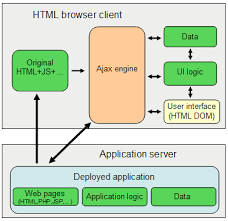 HTML browser client
Original
HTML+JS+...
Ajax engine
Data
UI logic
User interface
(HTML DOM)
Application server
Deployed application
Web pages
(HTML,PHP,JSP,...)
Application logic
Data